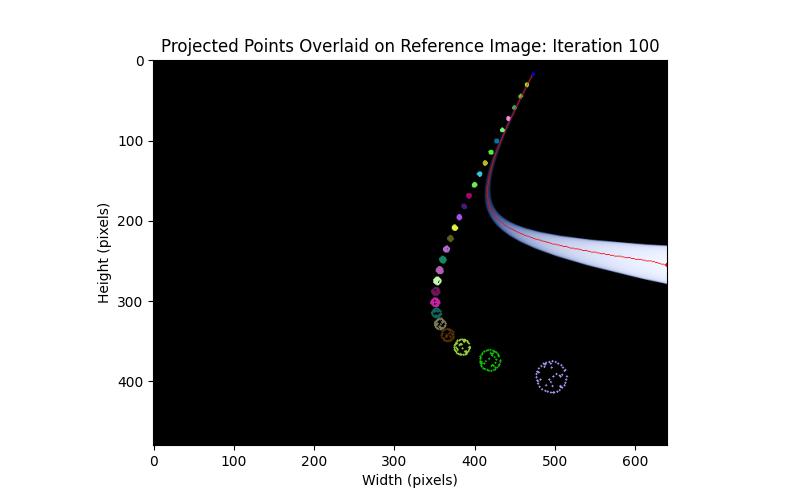 Projected Points Overlaid on Reference Image: Iteration 100
0
100
200
300
400
Height (pixels)
0 100 200 300 400 500 600
Width (pixels)